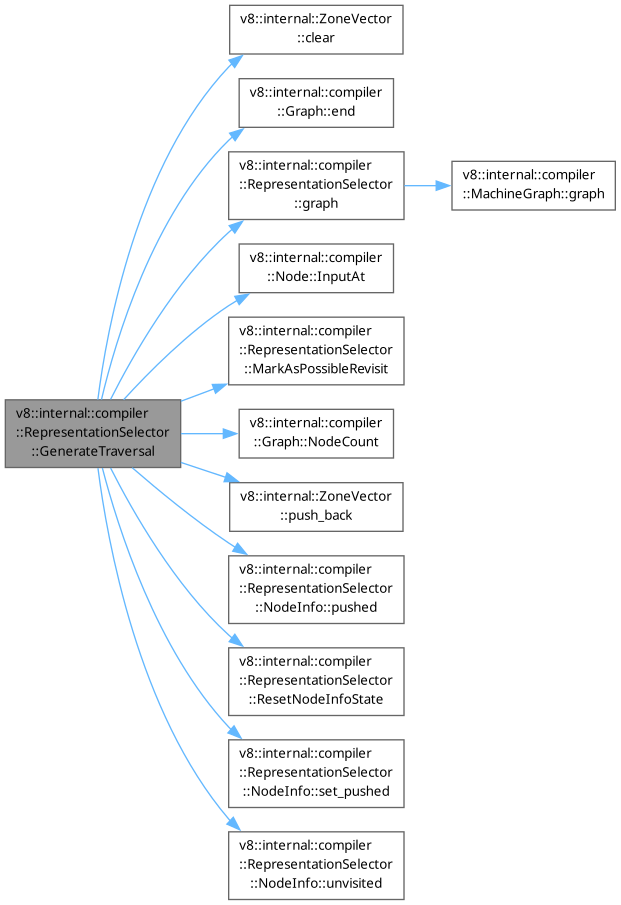 v8::internal::ZoneVector
::clear
v8::internal::compiler
::Graph::end
v8::internal::compiler
::RepresentationSelector
::graph
v8::internal::compiler
::MachineGraph::graph
v8::internal::compiler
::Node::InputAt
v8::internal::compiler
::RepresentationSelector
::MarkAsPossibleRevisit
v8::internal::compiler
::RepresentationSelector
::GenerateTraversal
v8::internal::compiler
::Graph::NodeCount
v8::internal::ZoneVector
::push_back
v8::internal::compiler
::RepresentationSelector
::NodeInfo::pushed
v8::internal::compiler
::RepresentationSelector
::ResetNodeInfoState
v8::internal::compiler
::RepresentationSelector
::NodeInfo::set_pushed
v8::internal::compiler
::RepresentationSelector
::NodeInfo::unvisited